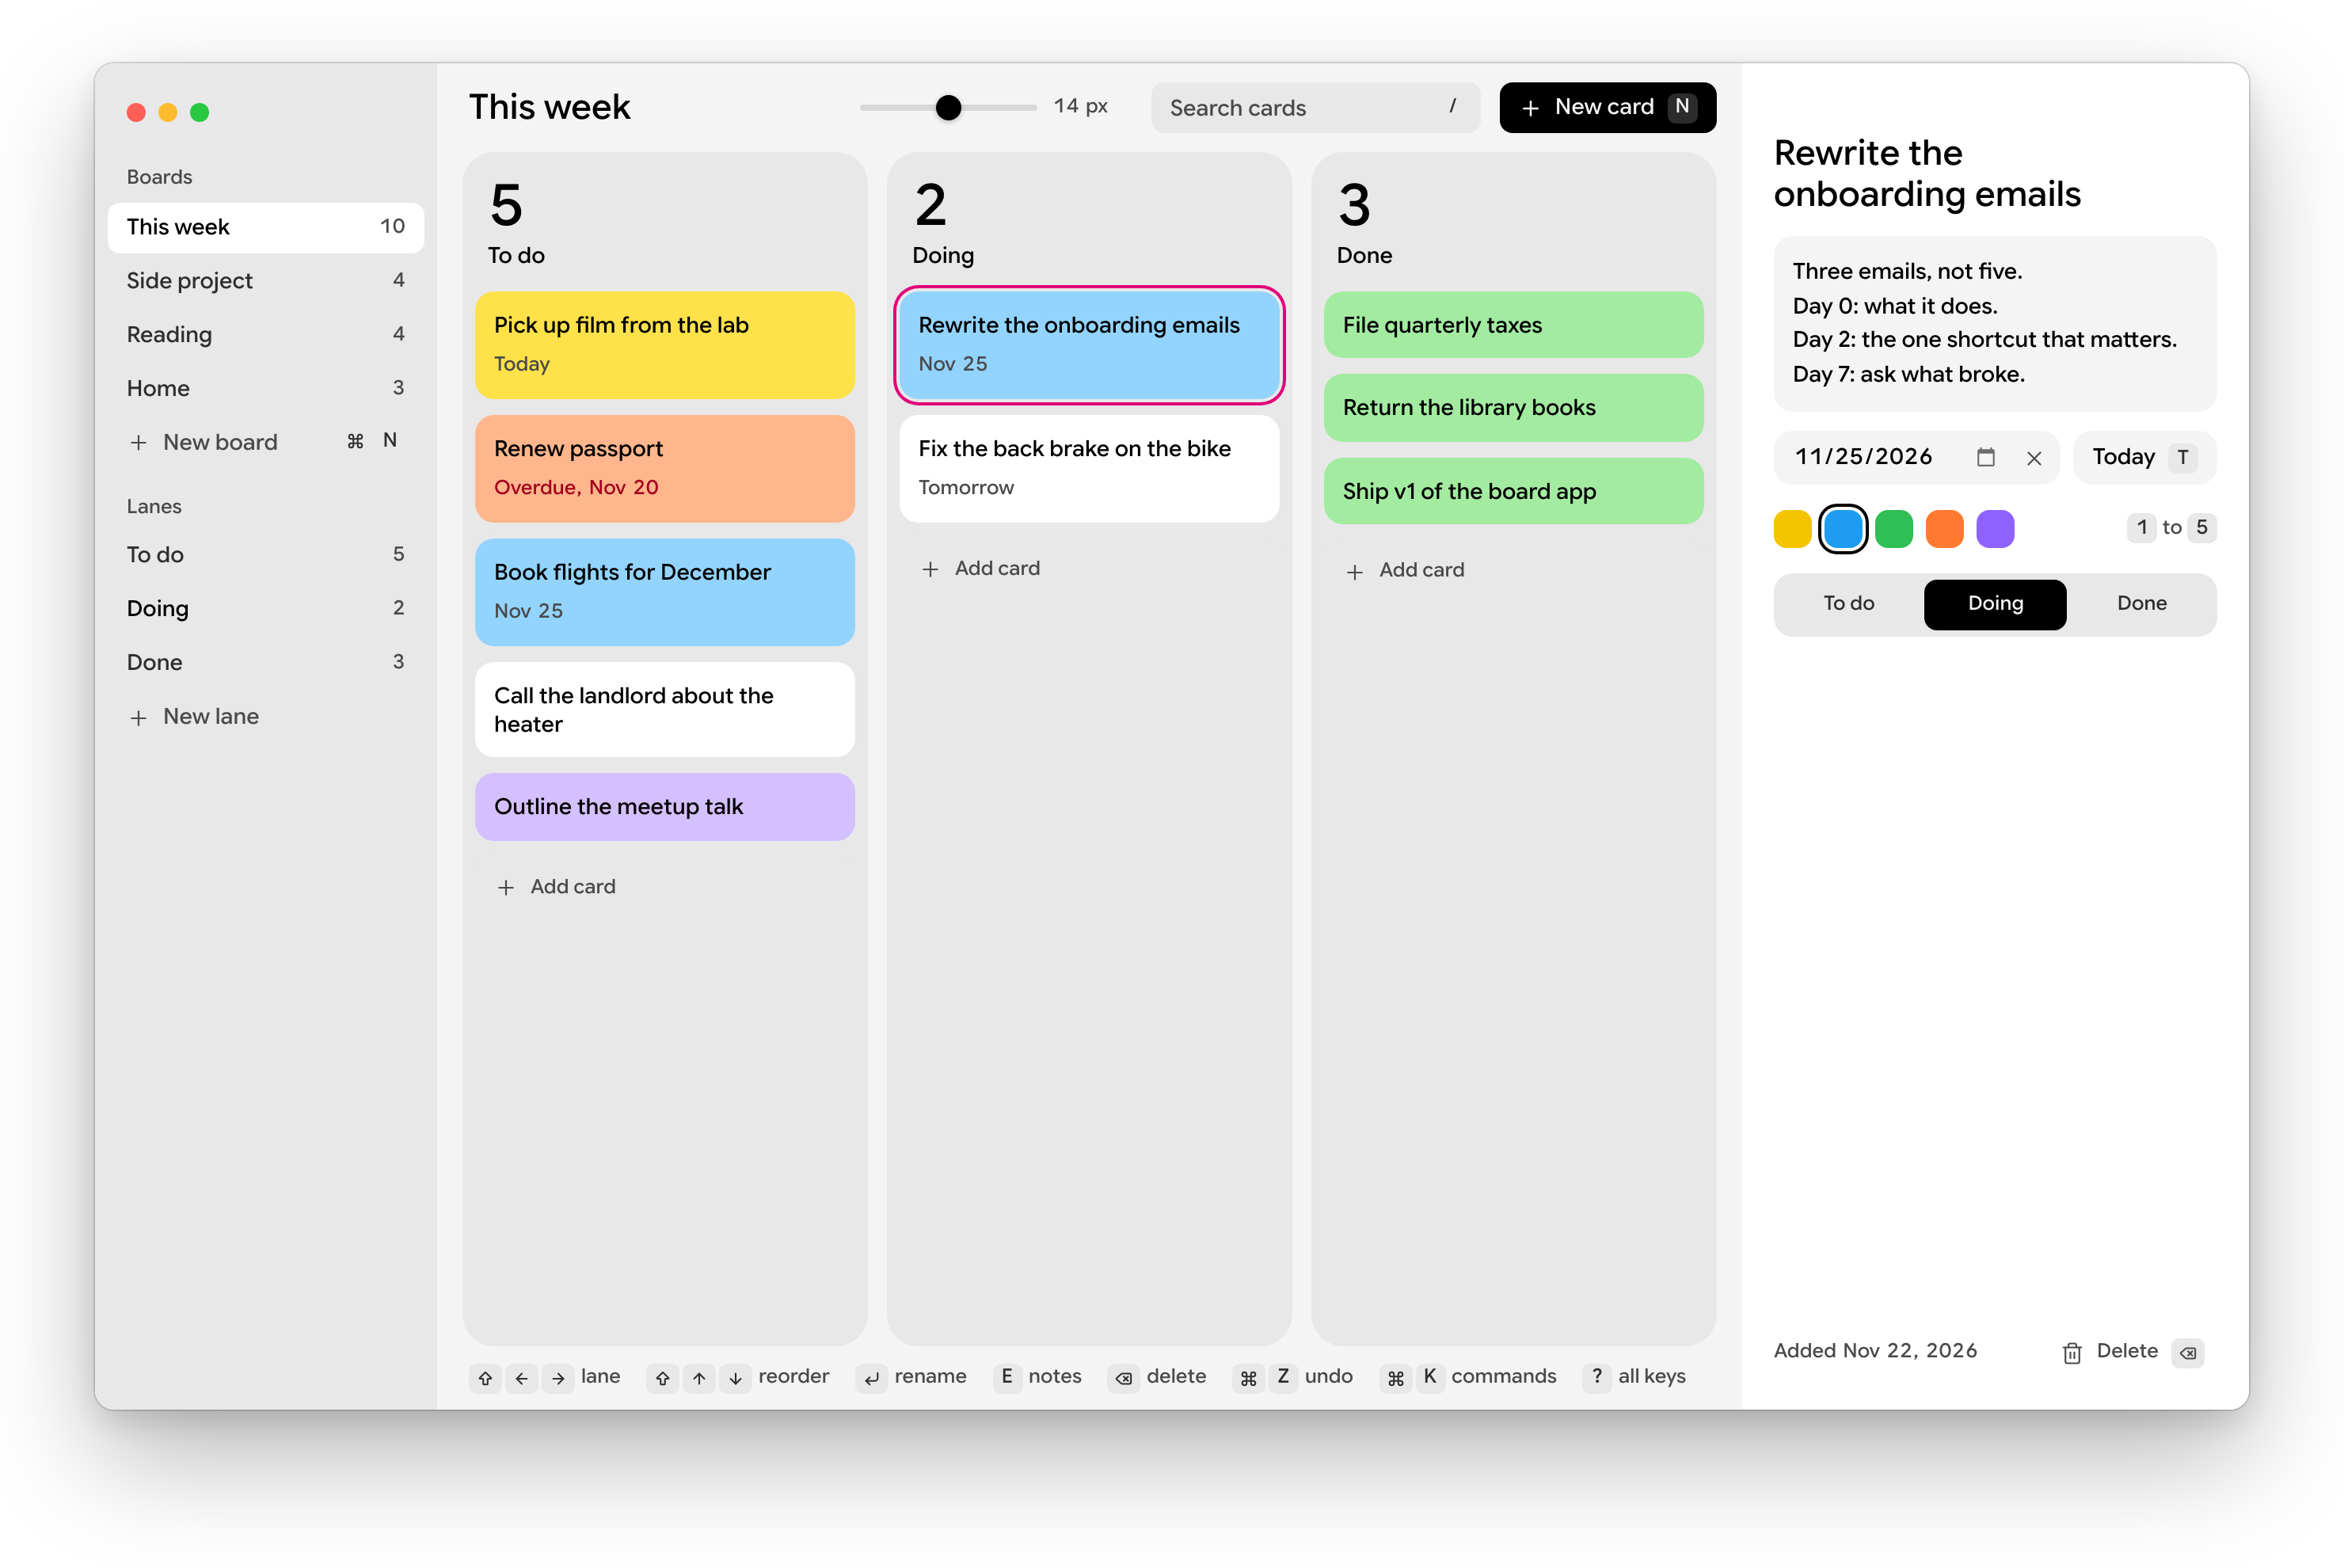 Boards
This week 10
Side project 4
Reading 4
Home 3
+ New board ⌘ N
Lanes
To do 5
Doing 2
Done 3
+ New lane
This week
14 px
Search cards /
+ New card N
5
To do
Pick up film from the lab
Today
Renew passport
Overdue, Nov 20
Book flights for December
Nov 25
Call the landlord about the
heater
Outline the meetup talk
+ Add card
2
Doing
Rewrite the onboarding emails
Nov 25
Fix the back brake on the bike
Tomorrow
+ Add card
3
Done
File quarterly taxes
Return the library books
Ship v1 of the board app
+ Add card
⇧ ← → lane ⇧ ↑ ↓ reorder ↵ rename E notes ⌫ delete ⌘ Z undo ⌘ K commands ? all keys
Rewrite the
onboarding emails
Three emails, not five.
Day 0: what it does.
Day 2: the one shortcut that matters.
Day 7: ask what broke.
11/25/2026 Today T
1 to 5
To do Doing Done
Added Nov 22, 2026 Delete ⌫